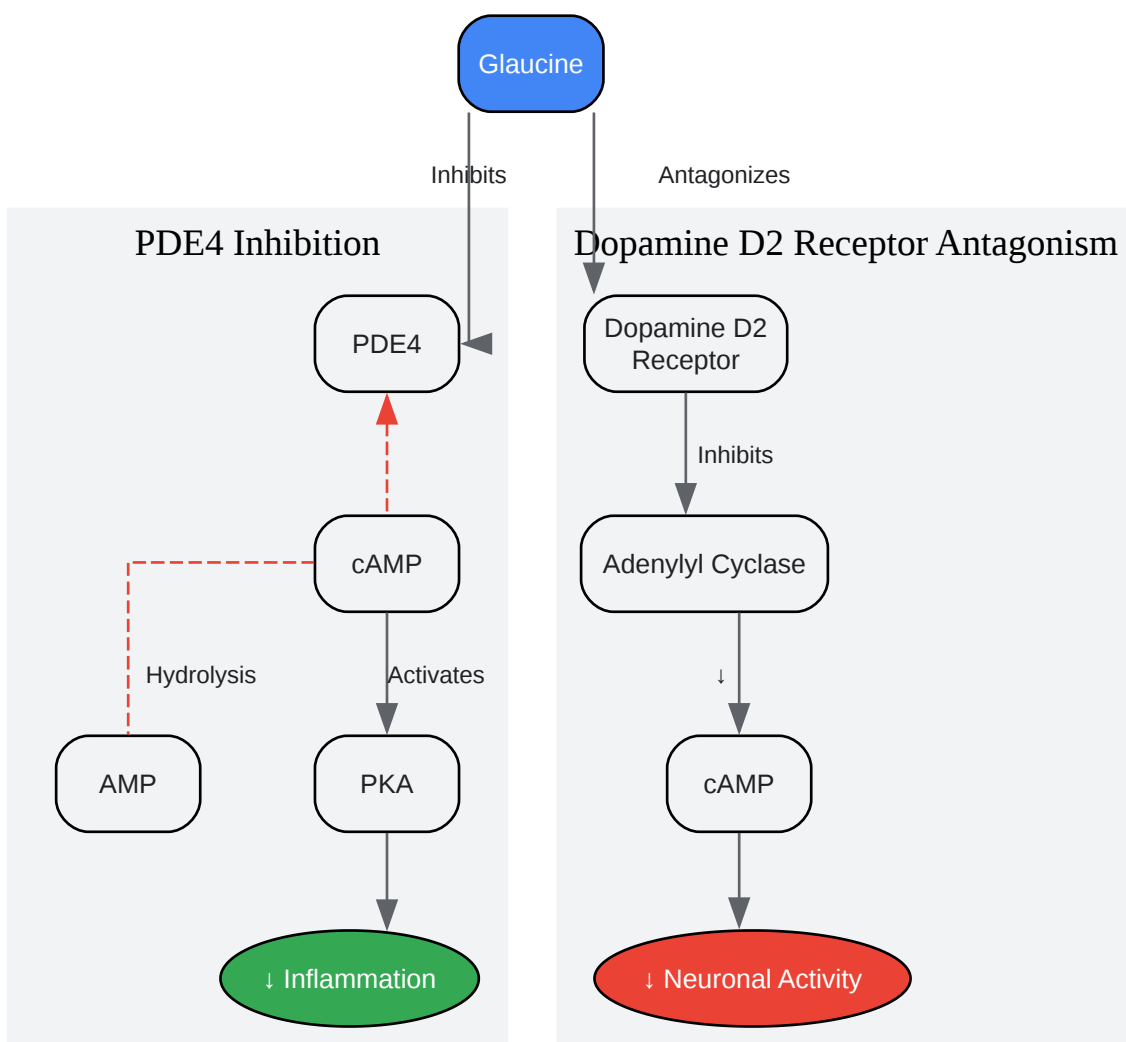 Glaucine
Inhibits
Antagonizes
PDE4 Inhibition
Dopamine D2 Receptor Antagonism
PDE4
Dopamine D2
Receptor
Inhibits
cAMP
Adenylyl Cyclase
Hydrolysis
Activates
↓
AMP
PKA
cAMP
↓ Inflammation
↓ Neuronal Activity